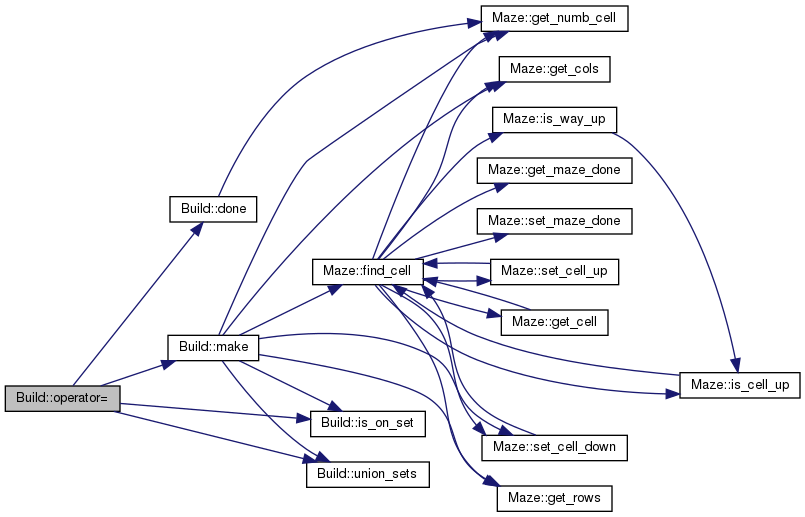 Maze::get_numb_cell
Maze::get_cols
Maze::is_way_up
Maze::get_maze_done
Build::done
Maze::set_maze_done
Maze::find_cell
Maze::set_cell_up
Maze::get_cell
Build::make
Maze::is_cell_up
Build::operator=
Build::is_on_set
Maze::set_cell_down
Build::union_sets
Maze::get_rows